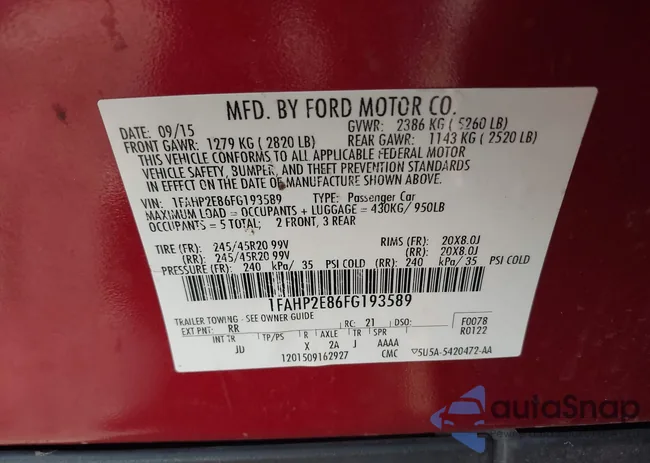 MFD. BY FORD MOTOR CO.
DATE: 09/15 GVWR: 2386 KG ( 5260 LB)
FRONT GAWR: 1279 KG ( 2820 LB) REAR GAWR: 1143 KG ( 2520 LB)
THIS VEHICLE CONFORMS TO ALL APPLICABLE FEDERAL MOTOR
VEHICLE SAFETY, BUMPER, AND THEFT PREVENTION STANDARDS
IN EFFECT ON THE DATE OF MANUFACTURE SHOWN ABOVE.
VIN: 1FAHP2E86FG193589 TYPE: Passenger Car
MAXIMUM LOAD = OCCUPANTS + LUGGAGE = 430KG/ 950LB
OCCUPANTS = 5 TOTAL; 2 FRONT, 3 REAR
TIRE (FR): 245/45R20 99V RIMS (FR): 20X8.0J
(RR): 245/45R20 99V (RR): 20X8.0J
PRESSURE (FR): 240 kPa/ 35 PSI COLD (RR): 240 kPa/ 35 PSI COLD
1FAHP2E86FG193589
TRAILER TOWING - SEE OWNER GUIDE
EXT PNT: RR RC: 21 DSO: F0078
INT TR TP/PS R AXLE TR SPR R0122
JD X 2A J AAAA
1201509162927 CMC 5U5A-5420472-AA
autoSnap